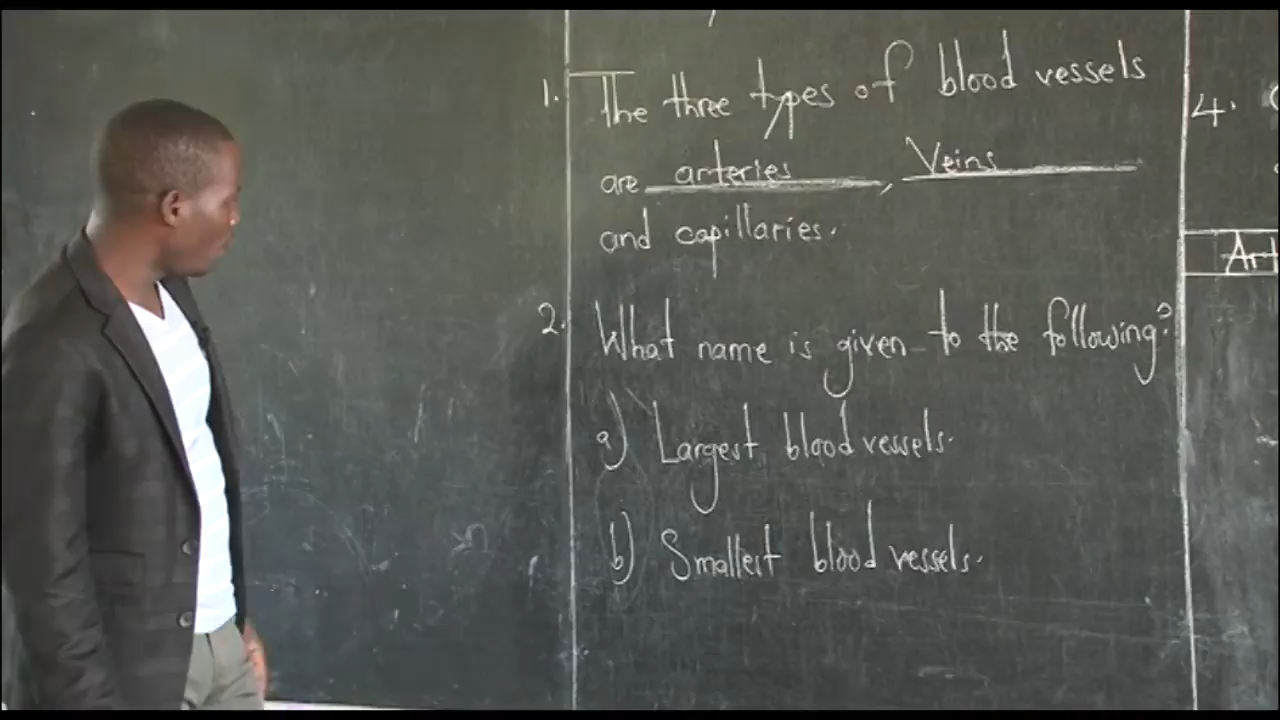 1. The three types of blood vessels
are arteries, Veins
and capillaries.
2. What name is given to the following?
a) Largest blood vessels.
b) Smallest blood vessels.
4.
Art